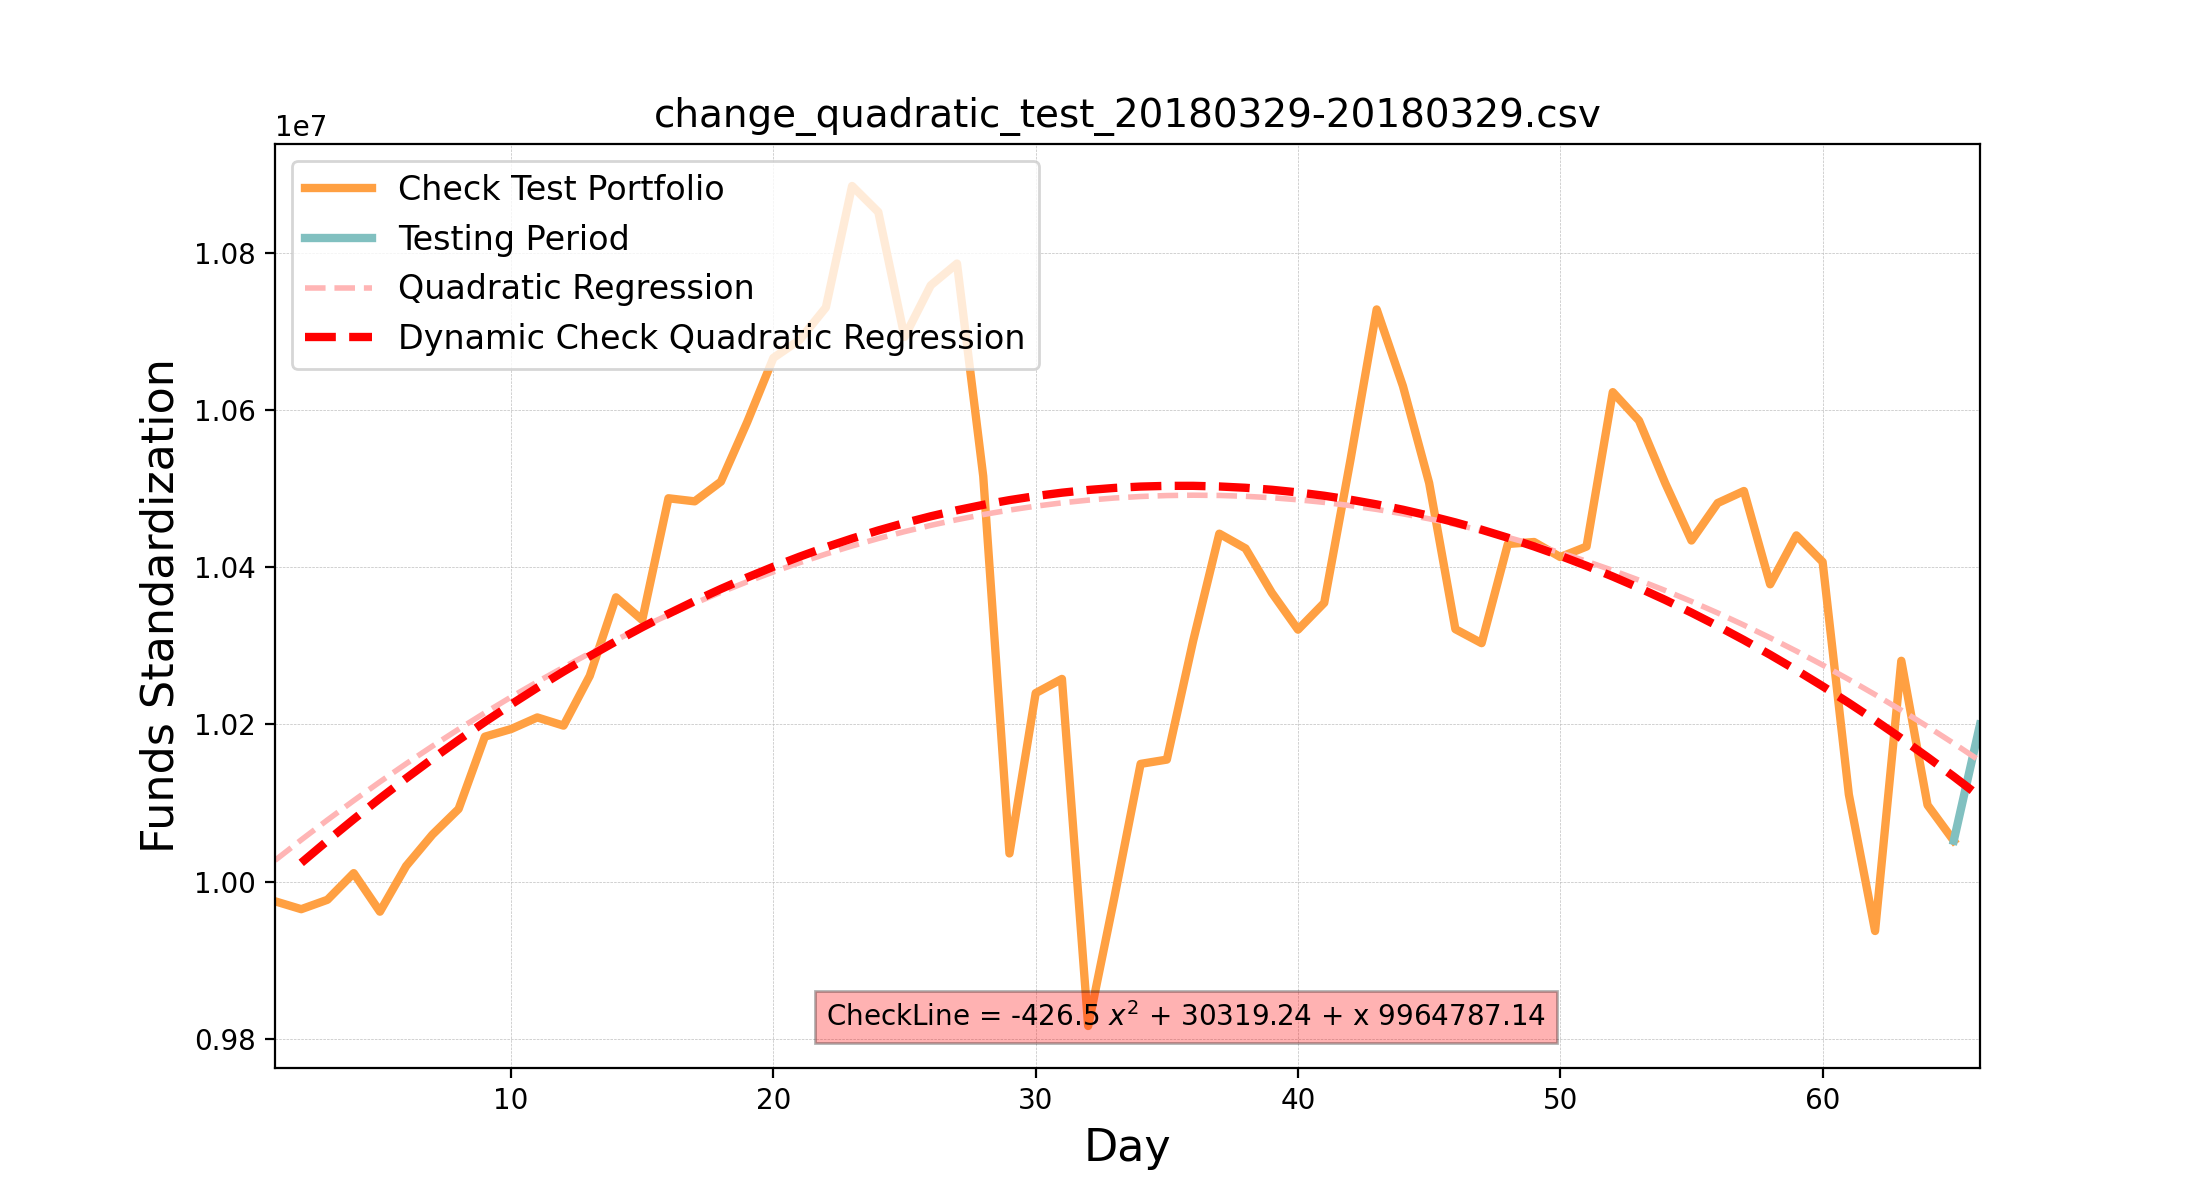 change_quadratic_test_20180329-20180329.csv
1e7
Check Test Portfolio
Testing Period
Quadratic Regression
Dynamic Check Quadratic Regression
1.08
1.06
1.04
1.02
1.00
0.98
Funds Standardization
CheckLine = -426.5 x² + 30319.24 + x 9964787.14
10 20 30 40 50 60
Day